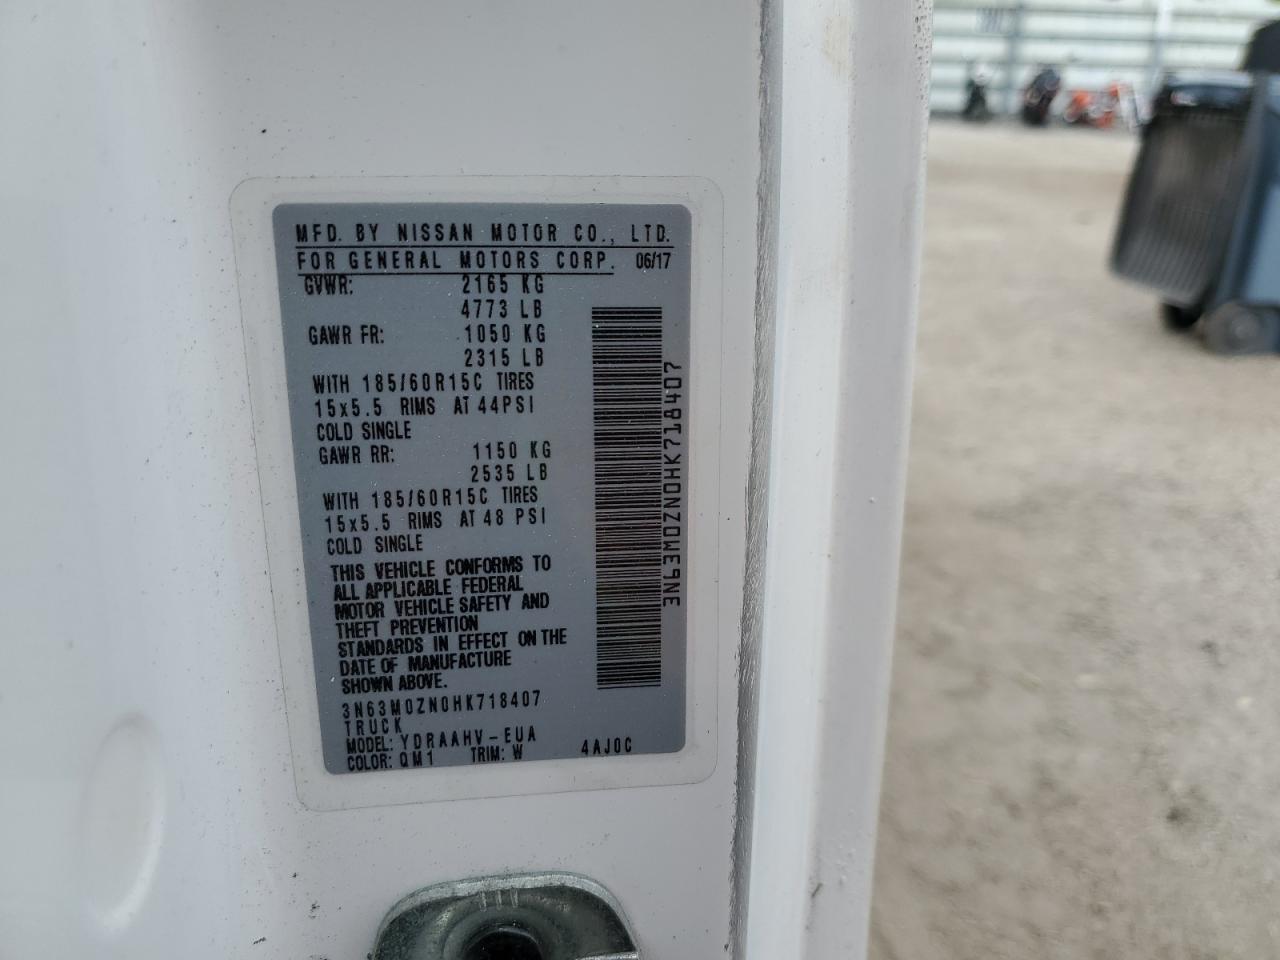 MFD. BY NISSAN MOTOR CO., LTD.
FOR GENERAL MOTORS CORP. 06/17
GVWR: 2165 KG
4773 LB
GAWR FR: 1050 KG
2315 LB
WITH 185/60R15C TIRES
15x5.5 RIMS AT 44PSI
COLD SINGLE
GAWR RR: 1150 KG
2535 LB
WITH 185/60R15C TIRES
15x5.5 RIMS AT 48 PSI
COLD SINGLE
THIS VEHICLE CONFORMS TO
ALL APPLICABLE FEDERAL
MOTOR VEHICLE SAFETY AND
THEFT PREVENTION
STANDARDS IN EFFECT ON THE
DATE OF MANUFACTURE
SHOWN ABOVE.
3N63M0ZN0HK718407
TRUCK
MODEL: YDRAAHV-EUA
COLOR: QM1 TRIM: W 4AJ0C
3N63M0ZN0HK718407